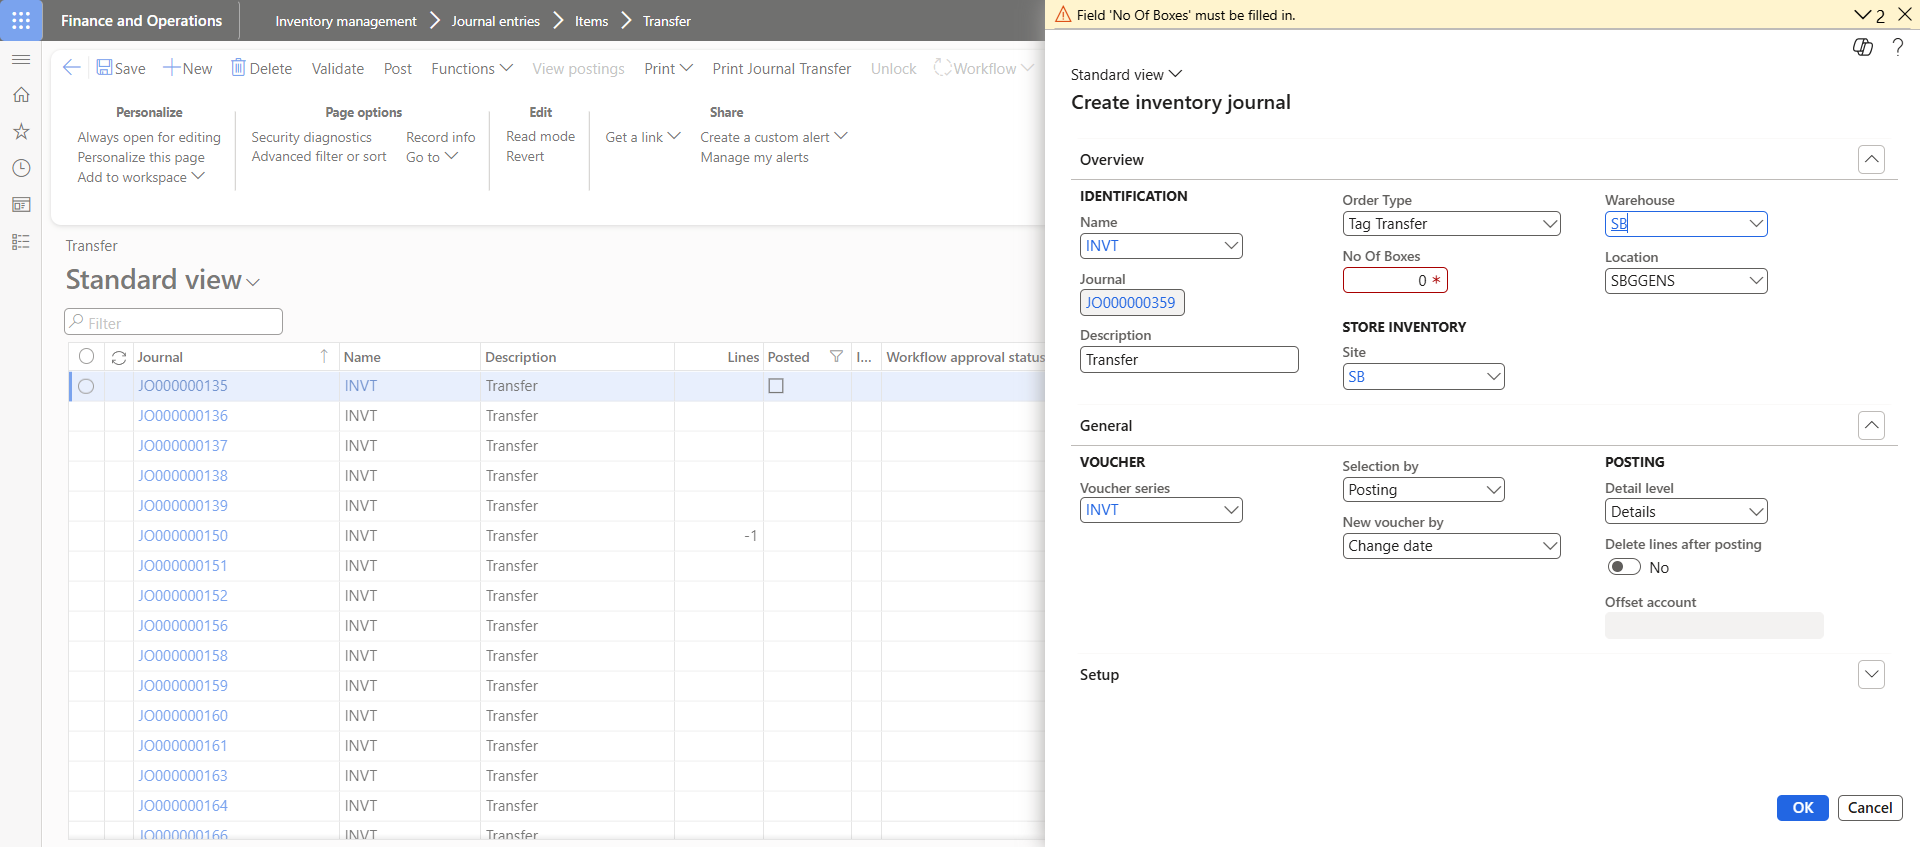 Finance and Operations
Inventory management
Journal entries
Items
Transfer
Save
New
Delete
Validate
Post
Functions
View postings
Print
Print Journal Transfer
Unlock
Workflow
Personalize
Always open for editing
Personalize this page
Add to workspace
Page options
Security diagnostics
Advanced filter or sort
Record info
Go to
Edit
Read mode
Revert
Get a link
Share
Create a custom alert
Manage my alerts
Transfer
Standard view
Filter
Journal Name Description Lines Posted I... Workflow approval status
JO000000135 INVT Transfer
JO000000136 INVT Transfer
JO000000137 INVT Transfer
JO000000138 INVT Transfer
JO000000139 INVT Transfer
JO000000150 INVT Transfer -1
JO000000151 INVT Transfer
JO000000152 INVT Transfer
JO000000156 INVT Transfer
JO000000158 INVT Transfer
JO000000159 INVT Transfer
JO000000160 INVT Transfer
JO000000161 INVT Transfer
JO000000163 INVT Transfer
JO000000164 INVT Transfer
JO000000166 INVT Transfer
Field 'No Of Boxes' must be filled in.
2
?
Standard view
Create inventory journal
Overview
IDENTIFICATION
Name
INVT
Journal
JO000000359
Description
Transfer
Order Type
Tag Transfer
No Of Boxes
0 *
STORE INVENTORY
Site
SB
Warehouse
SB
Location
SBGGENS
General
VOUCHER
Voucher series
INVT
Selection by
Posting
New voucher by
Change date
POSTING
Detail level
Details
Delete lines after posting
No
Offset account
Setup
OK
Cancel